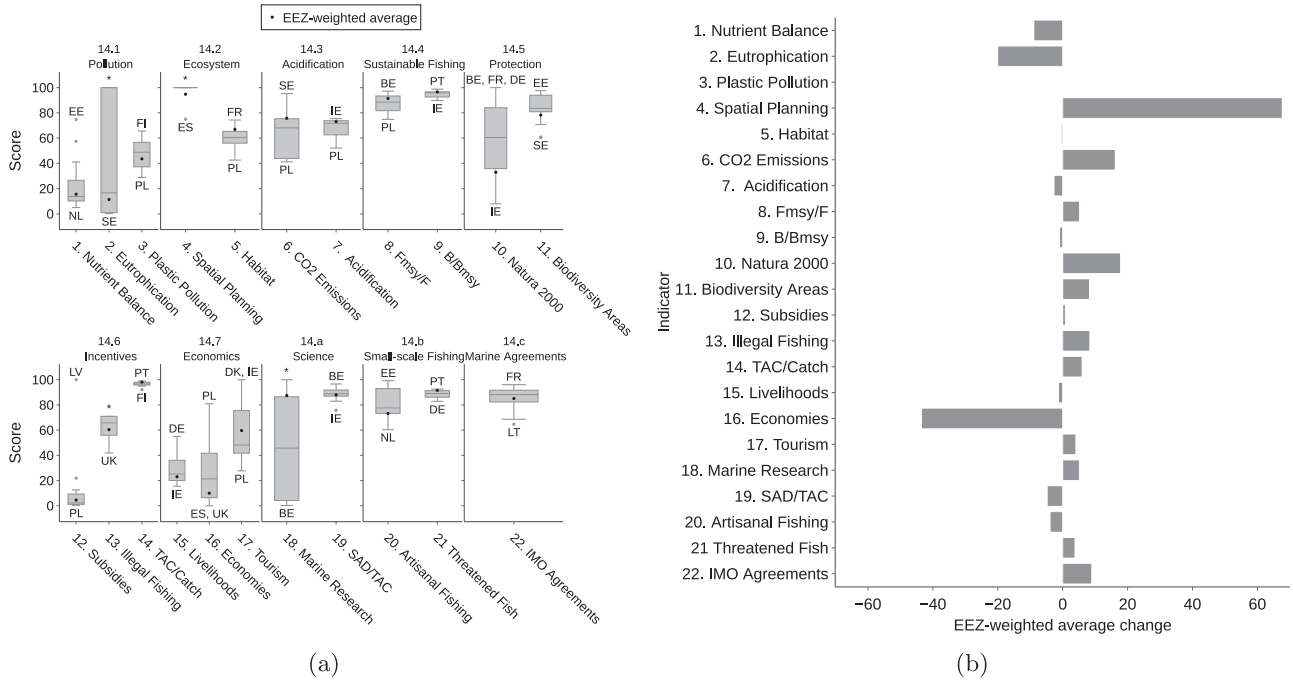 • EEZ-weighted average
14.1 14.2 14.3 14.4 14.5
Pollution Ecosystem Acidification Sustainable Fishing Protection
* * SE BE PT BE, FR, DE EE
100
80
60
40
20
0
Score
EE
NL
SE
FI
PL
ES
FR
PL
PL
IE
PL
PL
IE
IE
SE
1. Nutrient Balance
2. Eutrophication
3. Plastic Pollution
4. Spatial Planning
5. Habitat
6. CO2 Emissions
7. Acidification
8. Fmsy/F
9. B/Bmsy
10. Natura 2000
11. Biodiversity Areas
14.6 14.7 14.a 14.b 14.c
Incentives Economics Science Small-scale Fishing Marine Agreements
LV PT DK, IE * BE EE PT FR
100
80
60
40
20
0
Score
PL
*
UK
FI
DE
IE
PL
ES, UK
PL
BE
IE
NL
DE
LT
12. Subsidies
13. Illegal Fishing
14. TAC/Catch
15. Livelihoods
16. Economies
17. Tourism
18. Marine Research
19. SAD/TAC
20. Artisanal Fishing
21 Threatened Fish
22. IMO Agreements
(a)
Indicator
1. Nutrient Balance
2. Eutrophication
3. Plastic Pollution
4. Spatial Planning
5. Habitat
6. CO2 Emissions
7. Acidification
8. Fmsy/F
9. B/Bmsy
10. Natura 2000
11. Biodiversity Areas
12. Subsidies
13. Illegal Fishing
14. TAC/Catch
15. Livelihoods
16. Economies
17. Tourism
18. Marine Research
19. SAD/TAC
20. Artisanal Fishing
21 Threatened Fish
22. IMO Agreements
−60 −40 −20 0 20 40 60
EEZ-weighted average change
(b)